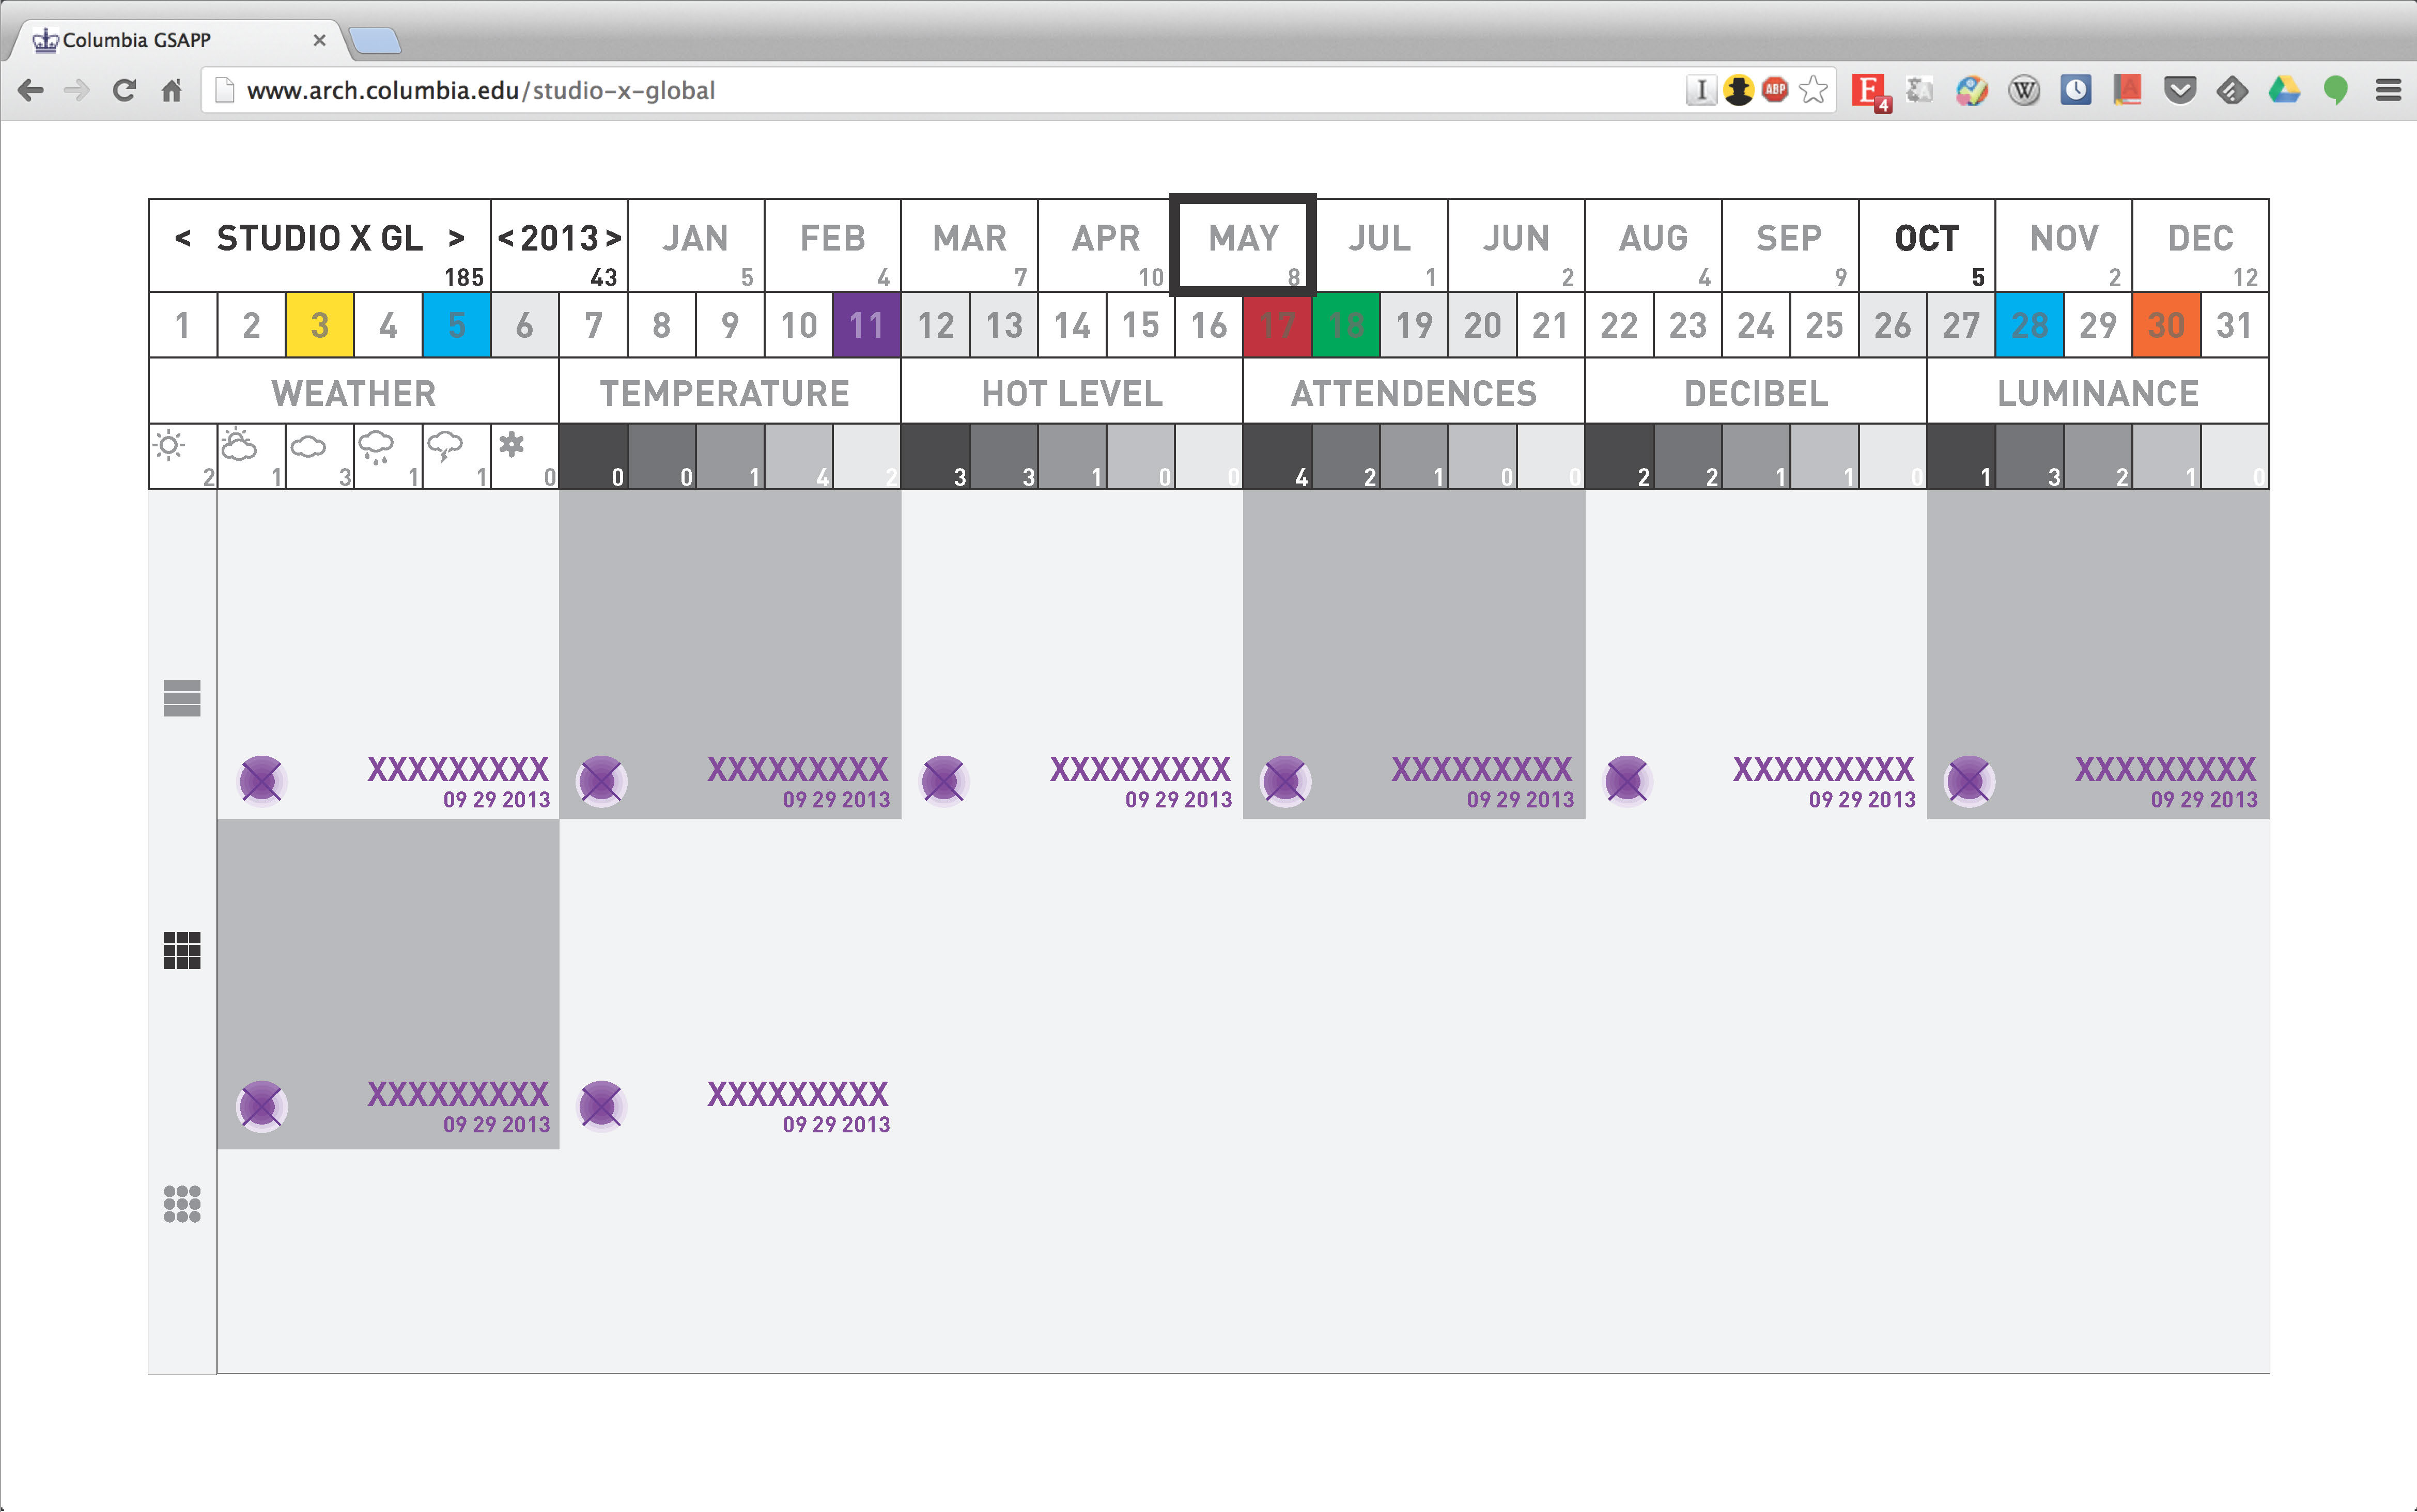 Columbia GSAPP
www.arch.columbia.edu/studio-x-global
I ABP E 4 W A
< STUDIO X GL > <2013> JAN FEB MAR APR MAY JUL JUN AUG SEP OCT NOV DEC
185 43 5 4 7 10 8 1 2 4 9 5 2 12
1 2 3 4 5 6 7 8 9 10 11 12 13 14 15 16 17 18 19 20 21 22 23 24 25 26 27 28 29 30 31
WEATHER TEMPERATURE HOT LEVEL ATTENDENCES DECIBEL LUMINANCE
2 1 3 1 1 0 0 0 1 4 2 3 3 1 0 0 4 2 1 0 0 2 2 1 1 0 1 3 2 1 0
XXXXXXXXX XXXXXXXXX XXXXXXXXX XXXXXXXXX XXXXXXXXX XXXXXXXXX
09 29 2013 09 29 2013 09 29 2013 09 29 2013 09 29 2013 09 29 2013
XXXXXXXXX XXXXXXXXX
09 29 2013 09 29 2013